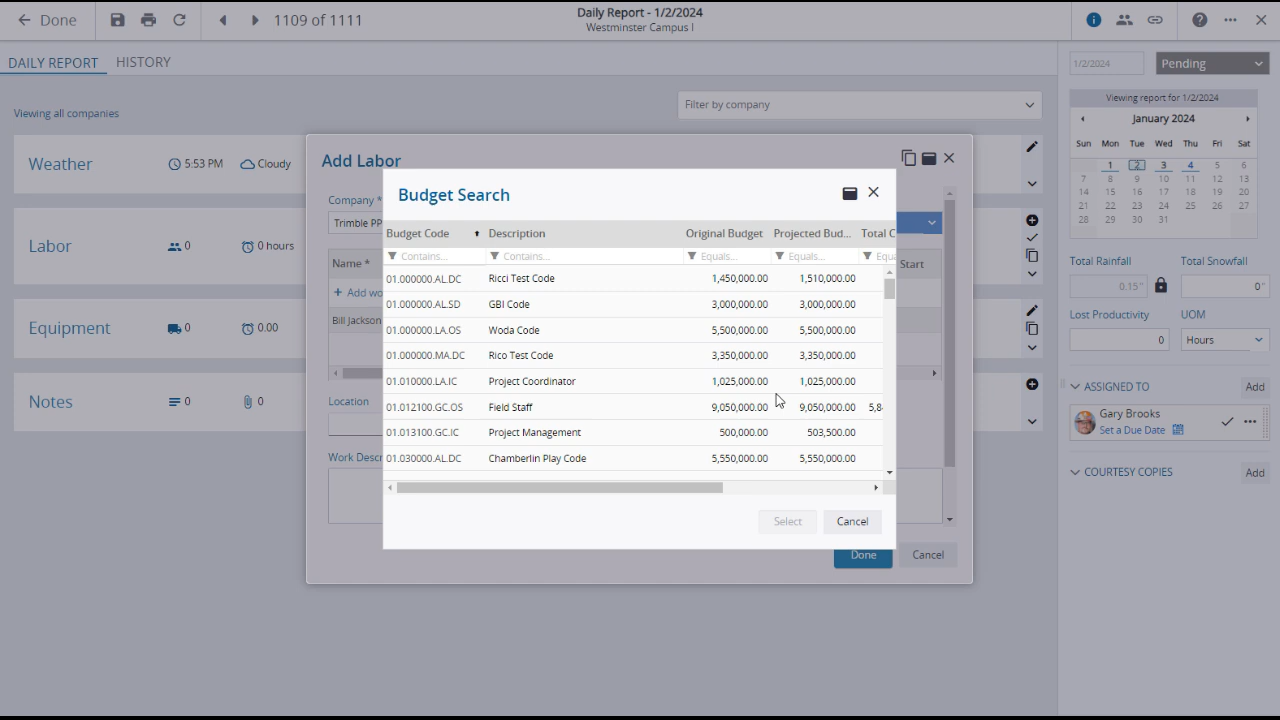 Done
1109 of 1111
Daily Report - 1/2/2024
Westminster Campus I
DAILY REPORT
HISTORY
Viewing all companies
Filter by company
Weather
5:53 PM
Cloudy
Labor
0
0 hours
Equipment
0
0.00
Notes
0
0
Add Labor
Company *
Trimble PP
Name *
Start
+ Add wo
Bill Jackson
Location
Work Descr
Done
Cancel
Budget Search
Budget Code Description Original Budget Projected Bud... Total C
Contains... Contains... Equals... Equals... Equa
01.000000.AL.DC Ricci Test Code 1,450,000.00 1,510,000.00
01.000000.AL.SD GBI Code 3,000,000.00 3,000,000.00
01.000000.LA.OS Woda Code 5,500,000.00 5,500,000.00
01.000000.MA.DC Rico Test Code 3,350,000.00 3,350,000.00
01.010000.LA.IC Project Coordinator 1,025,000.00 1,025,000.00
01.012100.GC.OS Field Staff 9,050,000.00 9,050,000.00 5,8
01.013100.GC.IC Project Management 500,000.00 503,500.00
01.030000.AL.DC Chamberlin Play Code 5,550,000.00 5,550,000.00
Select
Cancel
1/2/2024
Pending
Viewing report for 1/2/2024
January 2024
Sun Mon Tue Wed Thu Fri Sat
1 2 3 4 5 6
7 8 9 10 11 12 13
14 15 16 17 18 19 20
21 22 23 24 25 26 27
28 29 30 31
Total Rainfall
Total Snowfall
0.15"
0"
Lost Productivity
UOM
0
Hours
ASSIGNED TO
Add
Gary Brooks
Set a Due Date
COURTESY COPIES
Add